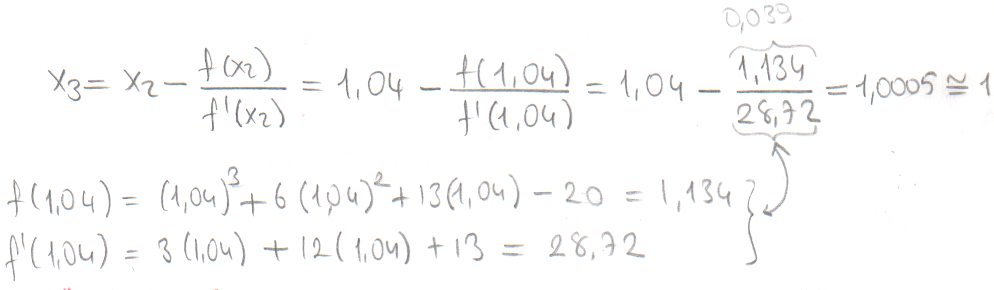 0,039
x₃ = x₂ − f(x₂)/f'(x₂) = 1,04 − f(1,04)/f'(1,04) = 1,04 − 1,134/28,72 = 1,0005 ≅ 1
f(1,04) = (1,04)³ + 6(1,04)² + 13(1,04) − 20 = 1,134
f'(1,04) = 3(1,04) + 12(1,04) + 13 = 28,72